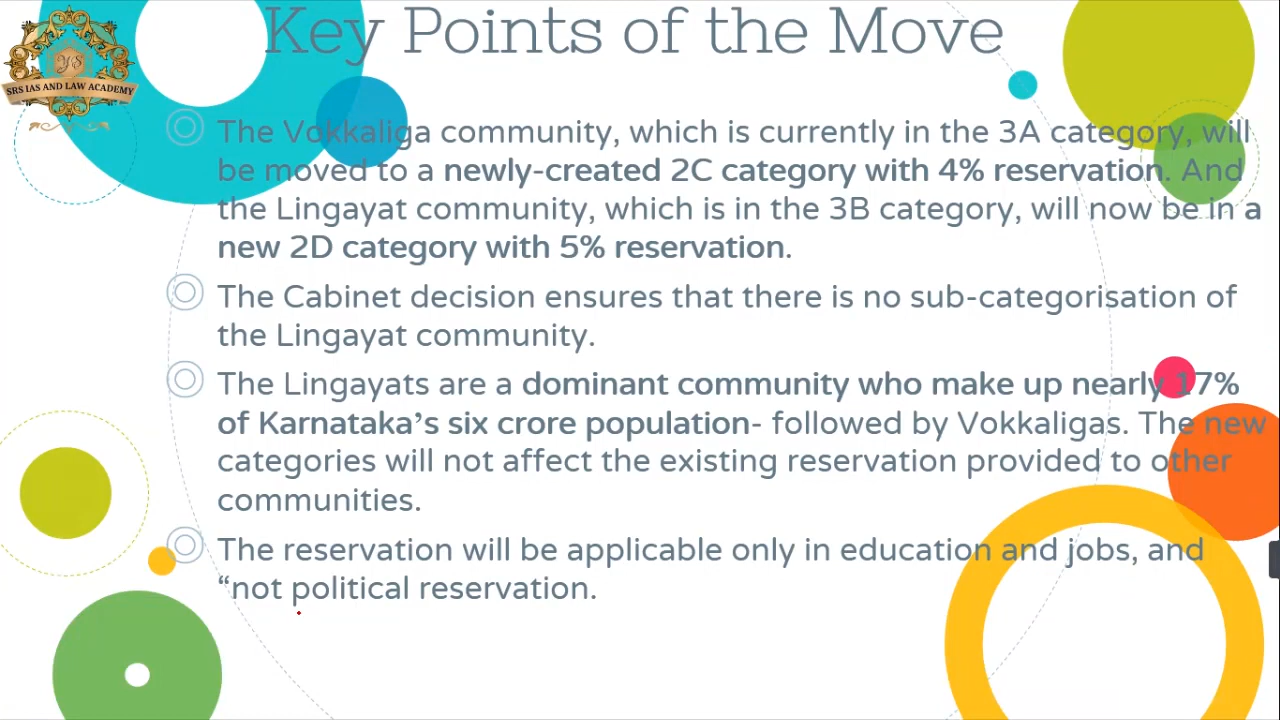 Key Points of the Move
YS
SRS IAS AND LAW ACADEMY
The Vokkaliga community, which is currently in the 3A category, will
be moved to a newly-created 2C category with 4% reservation. And
the Lingayat community, which is in the 3B category, will now be in a
new 2D category with 5% reservation.
The Cabinet decision ensures that there is no sub-categorisation of
the Lingayat community.
The Lingayats are a dominant community who make up nearly 17%
of Karnataka’s six crore population- followed by Vokkaligas. The new
categories will not affect the existing reservation provided to other
communities.
The reservation will be applicable only in education and jobs, and
“not political reservation.